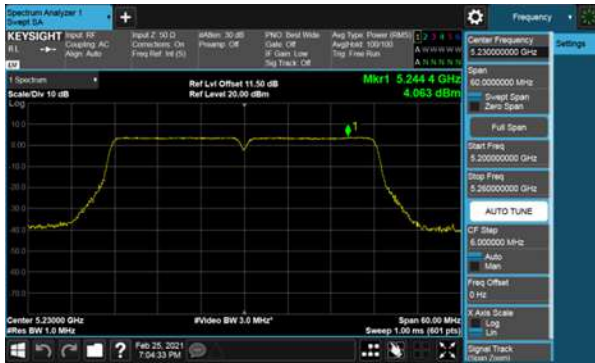 Spectrum Analyzer 1
Swept SA
Frequency
KEYSIGHT
Input: RF
Coupling: AC
Align: Auto
Input Z: 50 Ω
Corrections: On
Freq Ref: Int (S)
#Atten: 30 dB
Preamp: Off
PNO: Best Wide
Gate: Off
IF Gain: Low
Sig Track: Off
Avg Type: Power (RMS)
Avg|Hold: 100/100
Trig: Free Run
1 2 3 4 5 6
A W W W W W
A N N N N N
1 Spectrum
Scale/Div 10 dB
Log
Ref Lvl Offset 11.50 dB
Ref Level 20.00 dBm
Mkr1 5.244 4 GHz
4.063 dBm
10.0
0.00
-10.0
-20.0
-30.0
-40.0
-50.0
-60.0
-70.0
1
Center 5.23000 GHz
#Res BW 1.0 MHz
#Video BW 3.0 MHz*
Span 60.00 MHz
Sweep 1.00 ms (601 pts)
Feb 25, 2021
7:04:33 PM
Center Frequency
5.230000000 GHz
Settings
Span
60.0000000 MHz
Swept Span
Zero Span
Full Span
Start Freq
5.200000000 GHz
Stop Freq
5.260000000 GHz
AUTO TUNE
CF Step
6.000000 MHz
Auto
Man
Freq Offset
0 Hz
X Axis Scale
Log
Lin
Signal Track
(Span Zoom)